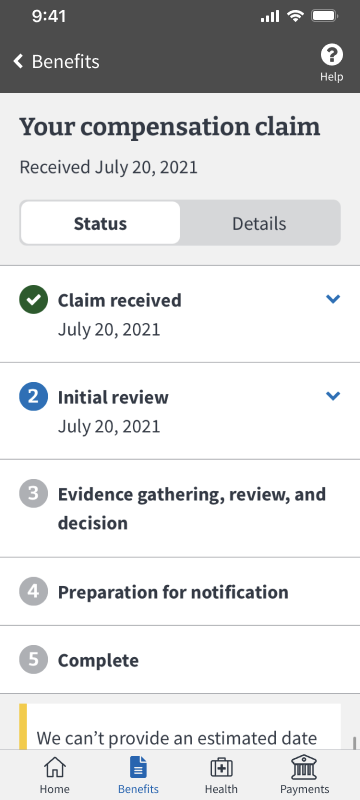 9:41
Benefits
?
Help
Your compensation claim
Received July 20, 2021
Status
Details
Claim received
July 20, 2021
2
Initial review
July 20, 2021
3
Evidence gathering, review, and
decision
4
Preparation for notification
5
Complete
We can’t provide an estimated date
Home
Benefits
Health
Payments